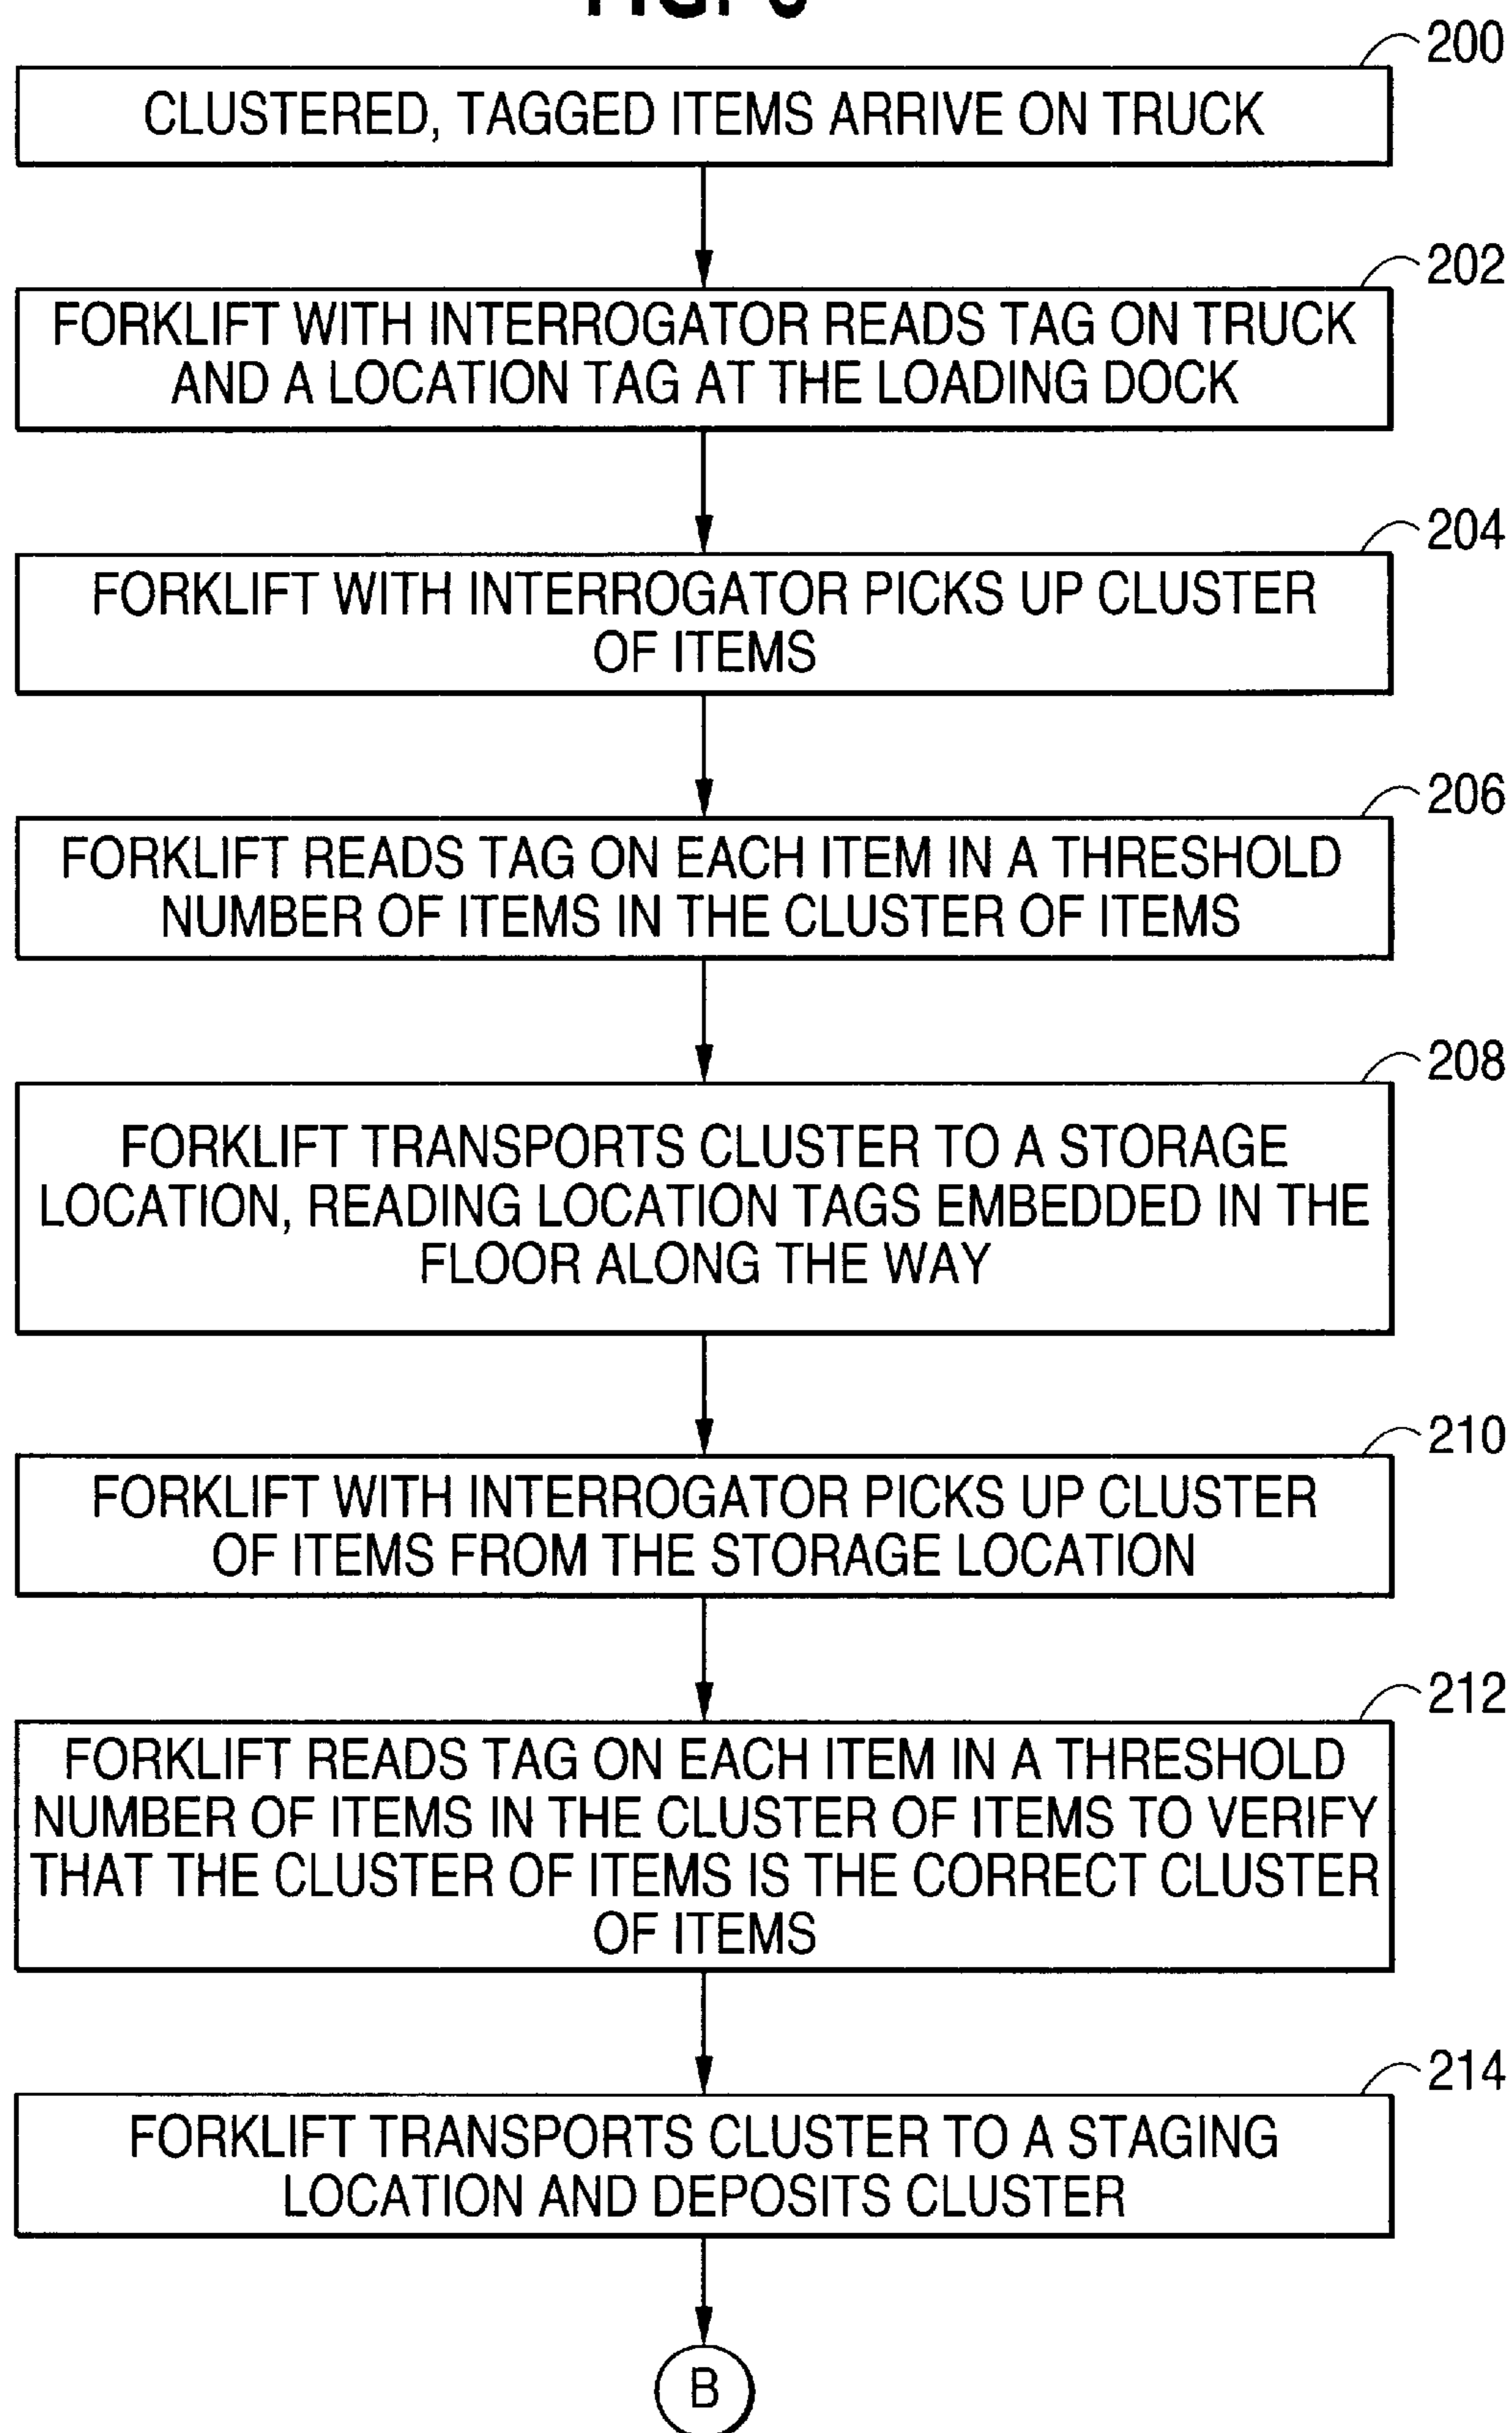 200
CLUSTERED, TAGGED ITEMS ARRIVE ON TRUCK
202
FORKLIFT WITH INTERROGATOR READS TAG ON TRUCK
AND A LOCATION TAG AT THE LOADING DOCK
204
FORKLIFT WITH INTERROGATOR PICKS UP CLUSTER
OF ITEMS
206
FORKLIFT READS TAG ON EACH ITEM IN A THRESHOLD
NUMBER OF ITEMS IN THE CLUSTER OF ITEMS
208
FORKLIFT TRANSPORTS CLUSTER TO A STORAGE
LOCATION, READING LOCATION TAGS EMBEDDED IN THE
FLOOR ALONG THE WAY
210
FORKLIFT WITH INTERROGATOR PICKS UP CLUSTER
OF ITEMS FROM THE STORAGE LOCATION
212
FORKLIFT READS TAG ON EACH ITEM IN A THRESHOLD
NUMBER OF ITEMS IN THE CLUSTER OF ITEMS TO VERIFY
THAT THE CLUSTER OF ITEMS IS THE CORRECT CLUSTER
OF ITEMS
214
FORKLIFT TRANSPORTS CLUSTER TO A STAGING
LOCATION AND DEPOSITS CLUSTER
B